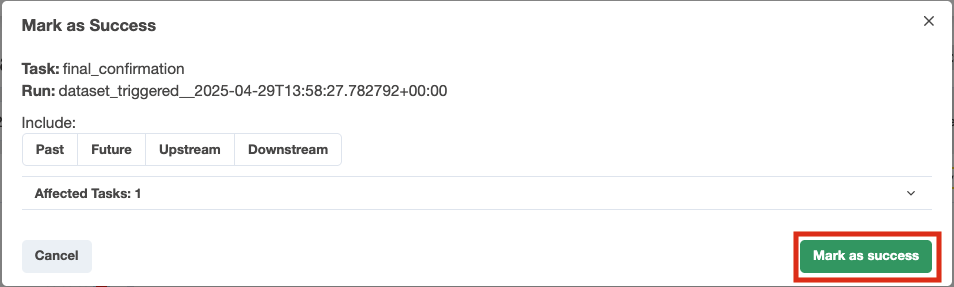 Mark as Success
Task: final_confirmation
Run: dataset_triggered__2025-04-29T13:58:27.782792+00:00
Include:
Past Future Upstream Downstream
Affected Tasks: 1
Cancel Mark as success